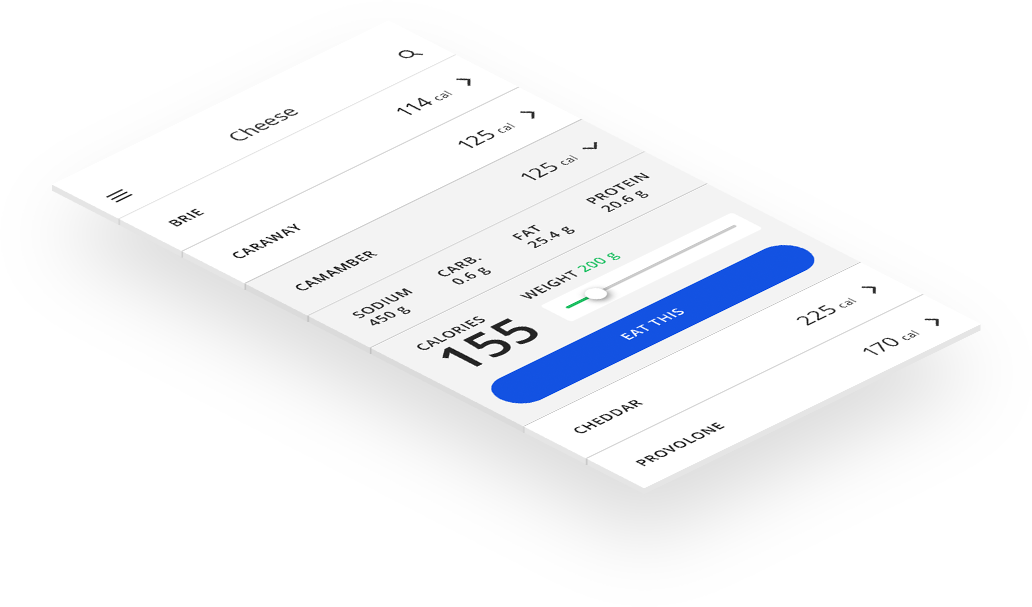 Cheese
BRIE 114 cal
CARAWAY 125 cal
CAMAMBER 125 cal
SODIUM CARB. FAT PROTEIN
450 g 0.6 g 25.4 g 20.6 g
CALORIES WEIGHT 200 g
155
EAT THIS
CHEDDAR 225 cal
PROVOLONE 170 cal